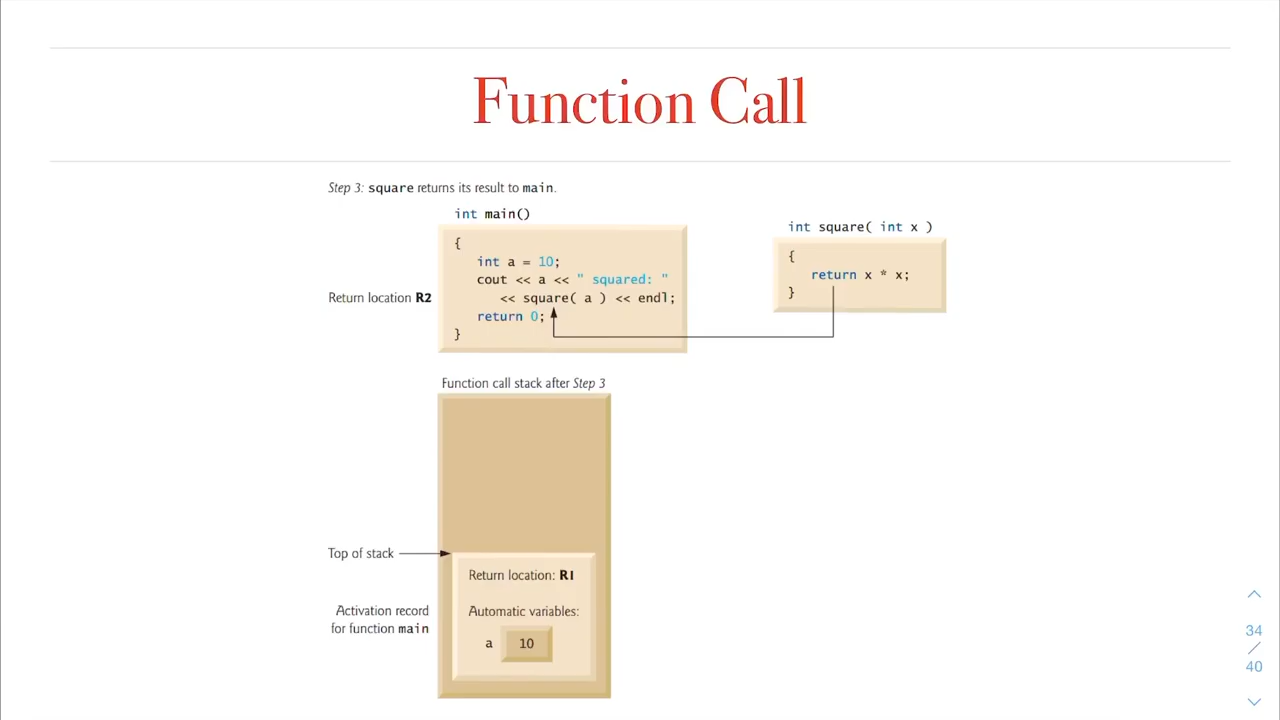 Function Call
Step 3: square returns its result to main.
int main()
{
int a = 10;
cout << a << " squared: "
<< square( a ) << endl;
return 0;
}
Return location R2
int square( int x )
{
return x * x;
}
Function call stack after Step 3
Top of stack
Return location: R1
Automatic variables:
a 10
Activation record
for function main
34
/
40